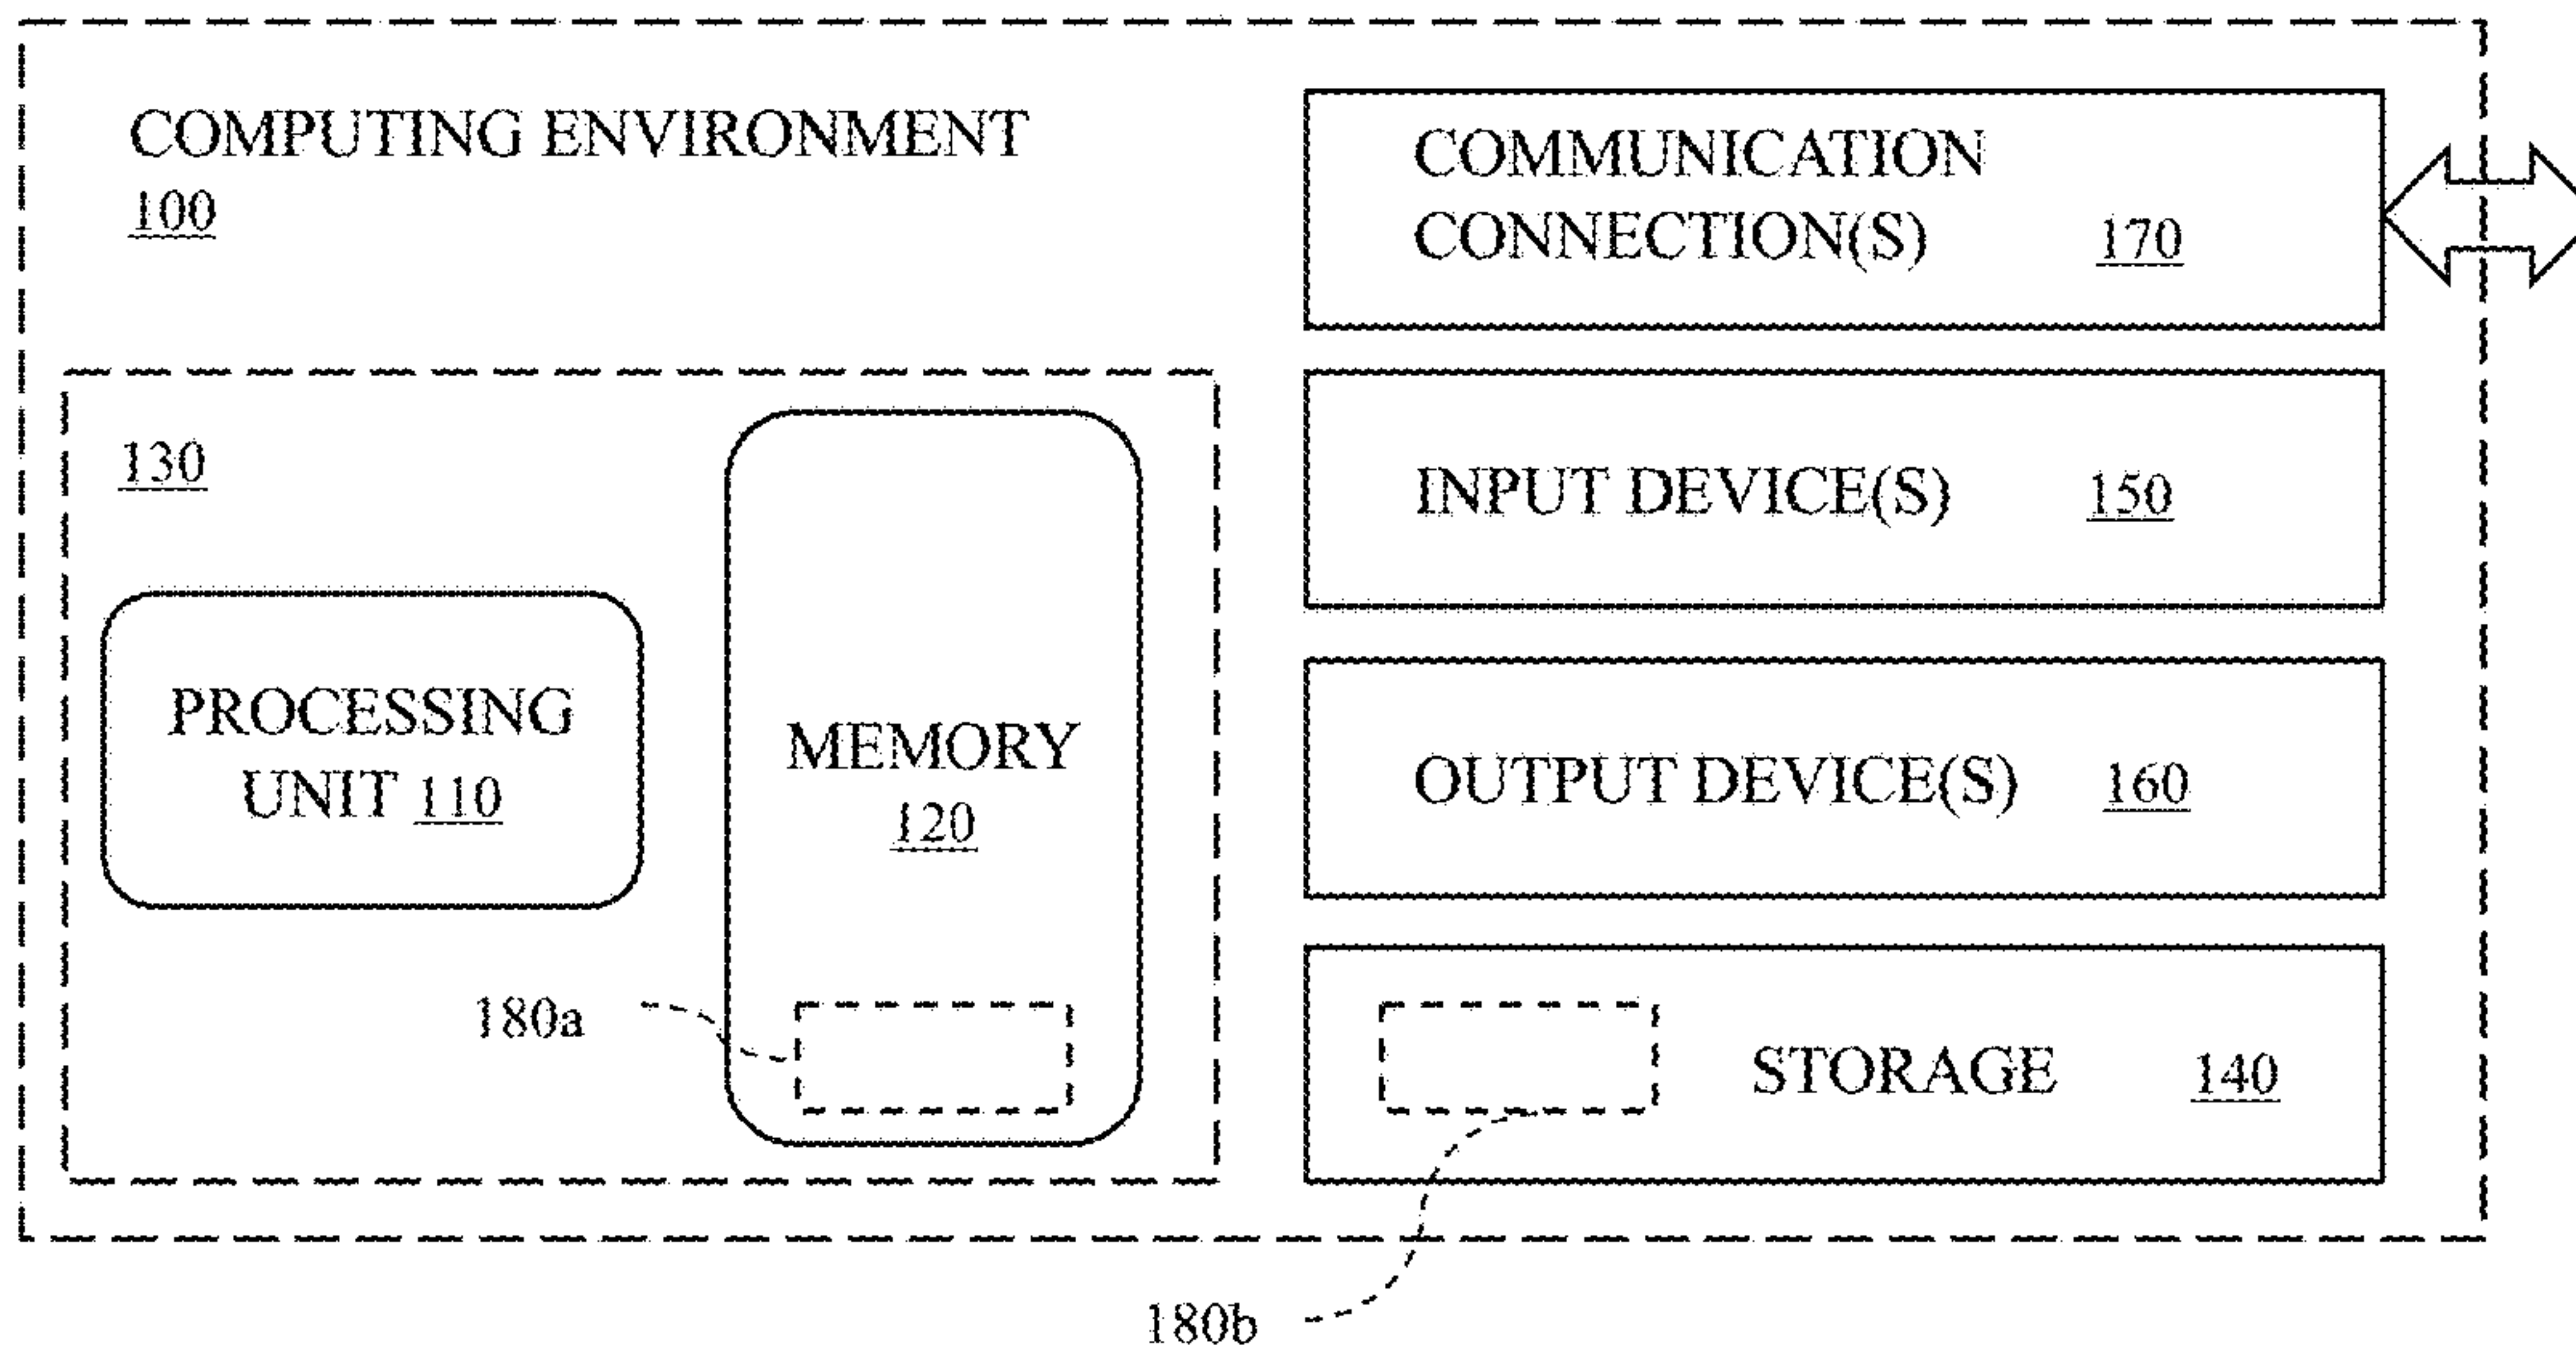 COMPUTING ENVIRONMENT
100
COMMUNICATION
CONNECTION(S) 170
130
INPUT DEVICE(S) 150
PROCESSING
UNIT 110
MEMORY
120
OUTPUT DEVICE(S) 160
180a
STORAGE 140
180b